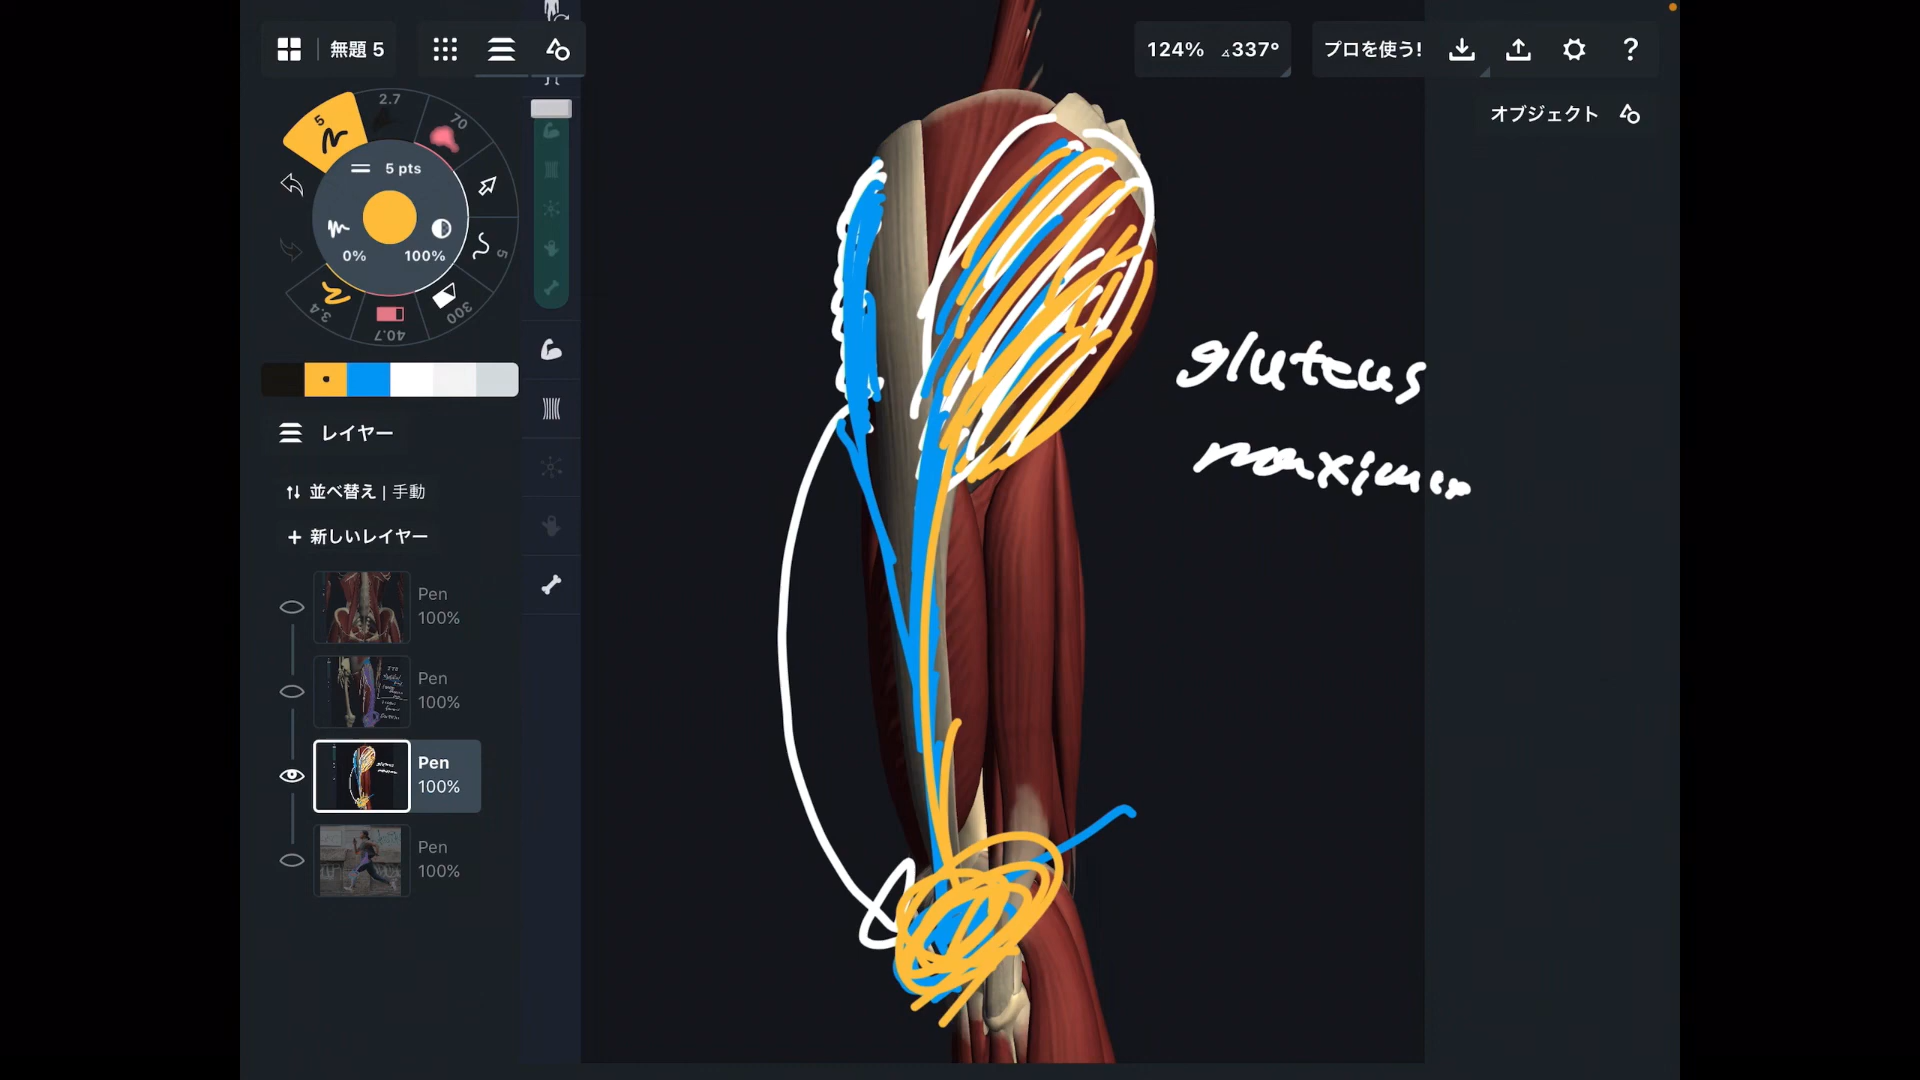 無題 5
124% ⊿337°
プロを使う!
?
オブジェクト
2.7
5
70
5 pts
0%
100%
5
3.4
40.7
300
レイヤー
並べ替え | 手動
+ 新しいレイヤー
Pen
100%
Pen
100%
Pen
100%
Pen
100%
gluteus